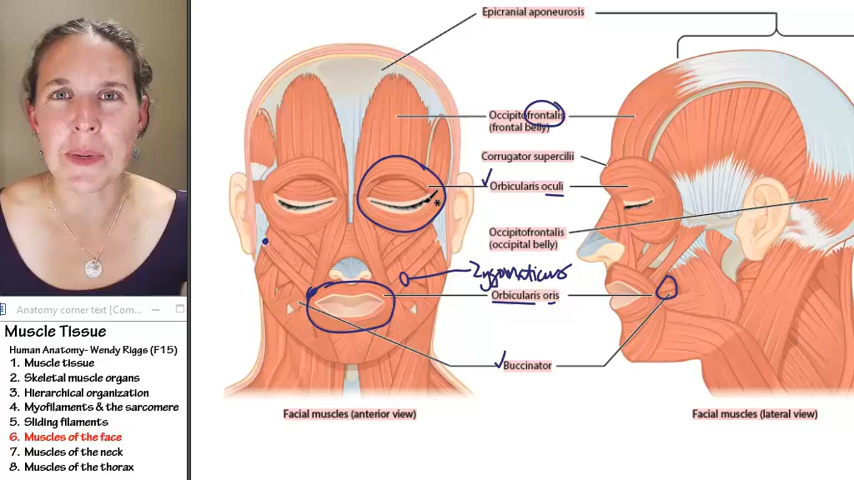 Epicranial aponeurosis
Occipitofrontalis
(frontal belly)
Corrugator supercilii
Orbicularis oculi
*
Occipitofrontalis
(occipital belly)
Zygomaticus
Orbicularis oris
Buccinator
Facial muscles (anterior view)
Facial muscles (lateral view)
Anatomy corner text [Com...
Muscle Tissue
Human Anatomy- Wendy Riggs (F15)
1. Muscle tissue
2. Skeletal muscle organs
3. Hierarchical organization
4. Myofilaments & the sarcomere
5. Sliding filaments
6. Muscles of the face
7. Muscles of the neck
8. Muscles of the thorax